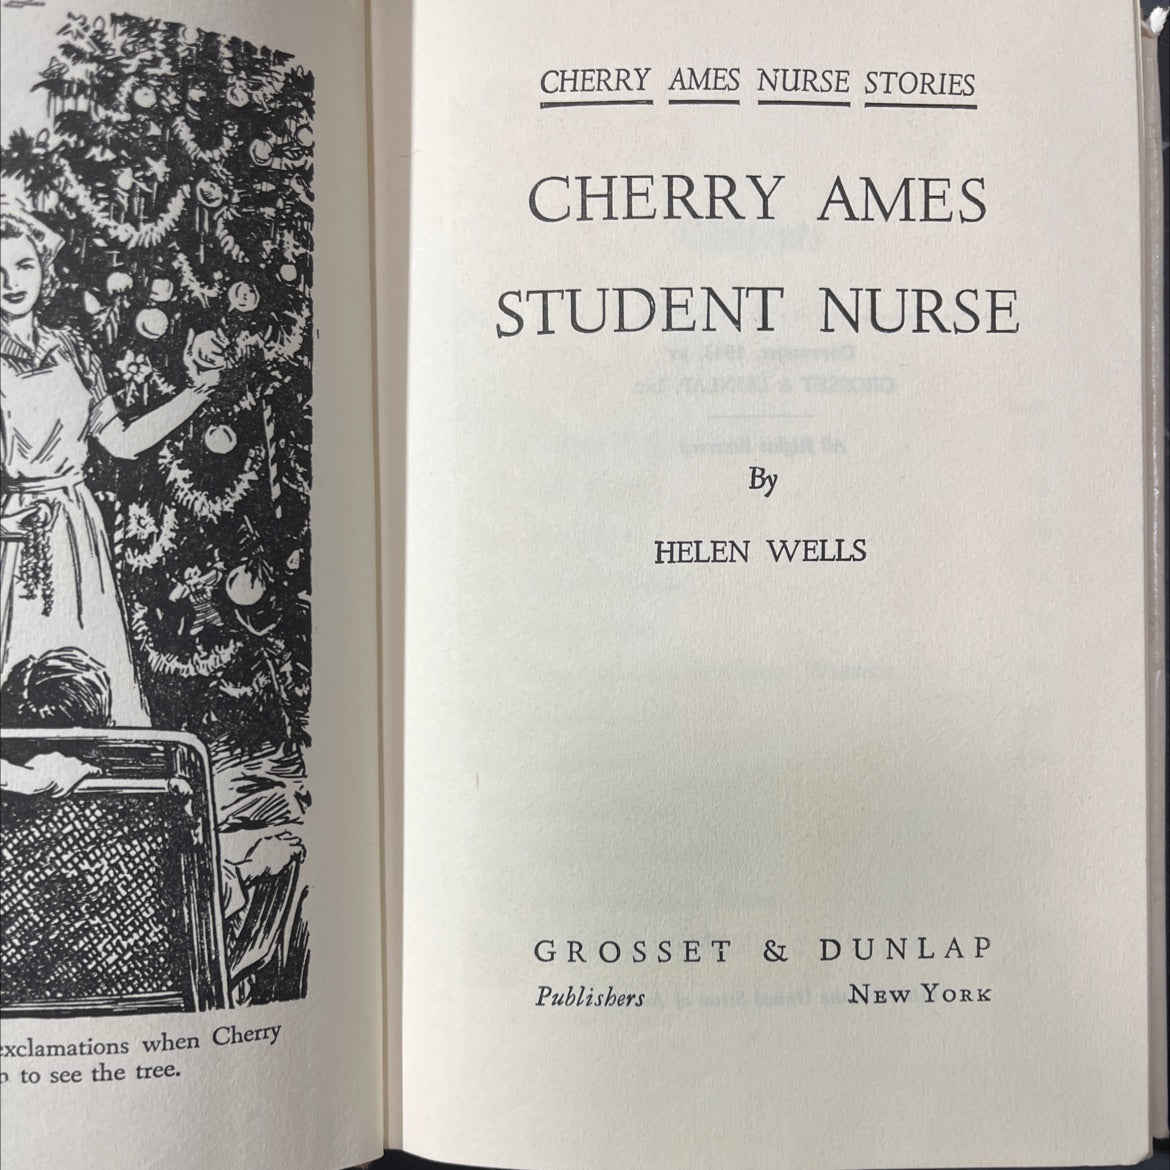 exclamations when Cherry
to see the tree.
CHERRY AMES NURSE STORIES
CHERRY AMES
STUDENT NURSE
By
HELEN WELLS
GROSSET & DUNLAP
Publishers NEW YORK